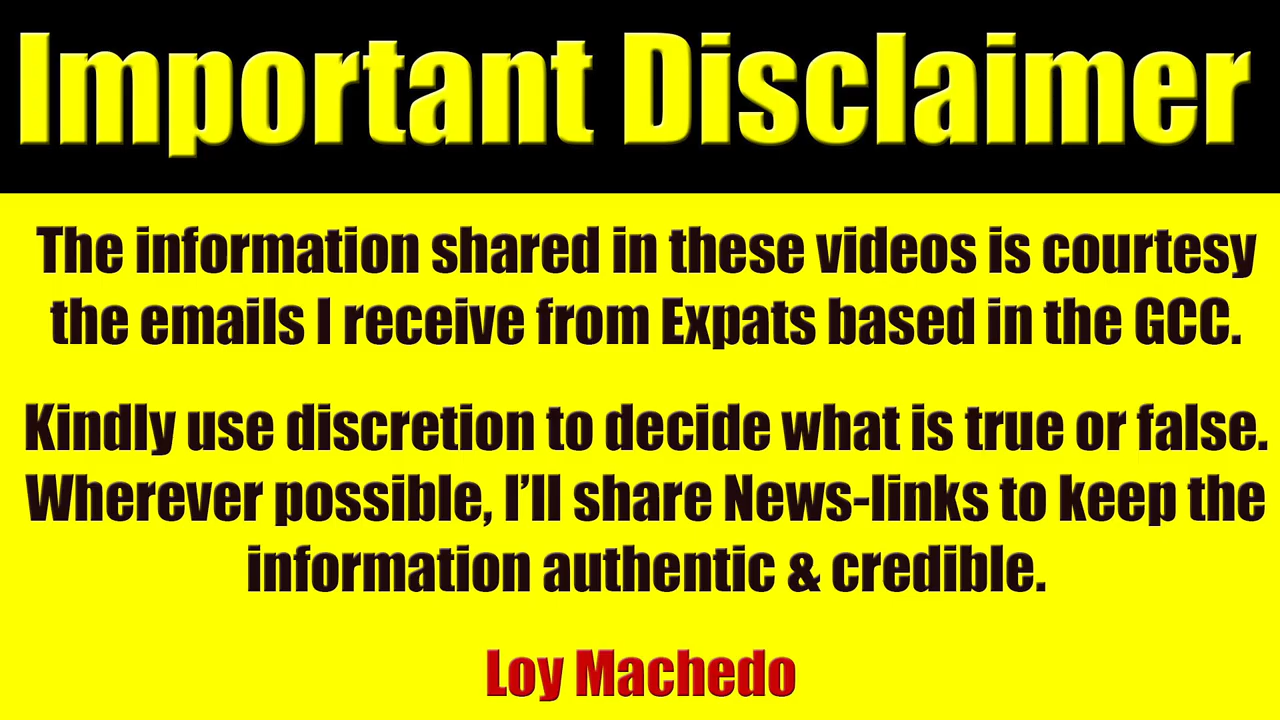 Important Disclaimer
The information shared in these videos is courtesy
the emails I receive from Expats based in the GCC.
Kindly use discretion to decide what is true or false.
Wherever possible, I’ll share News-links to keep the
information authentic & credible.
Loy Machedo